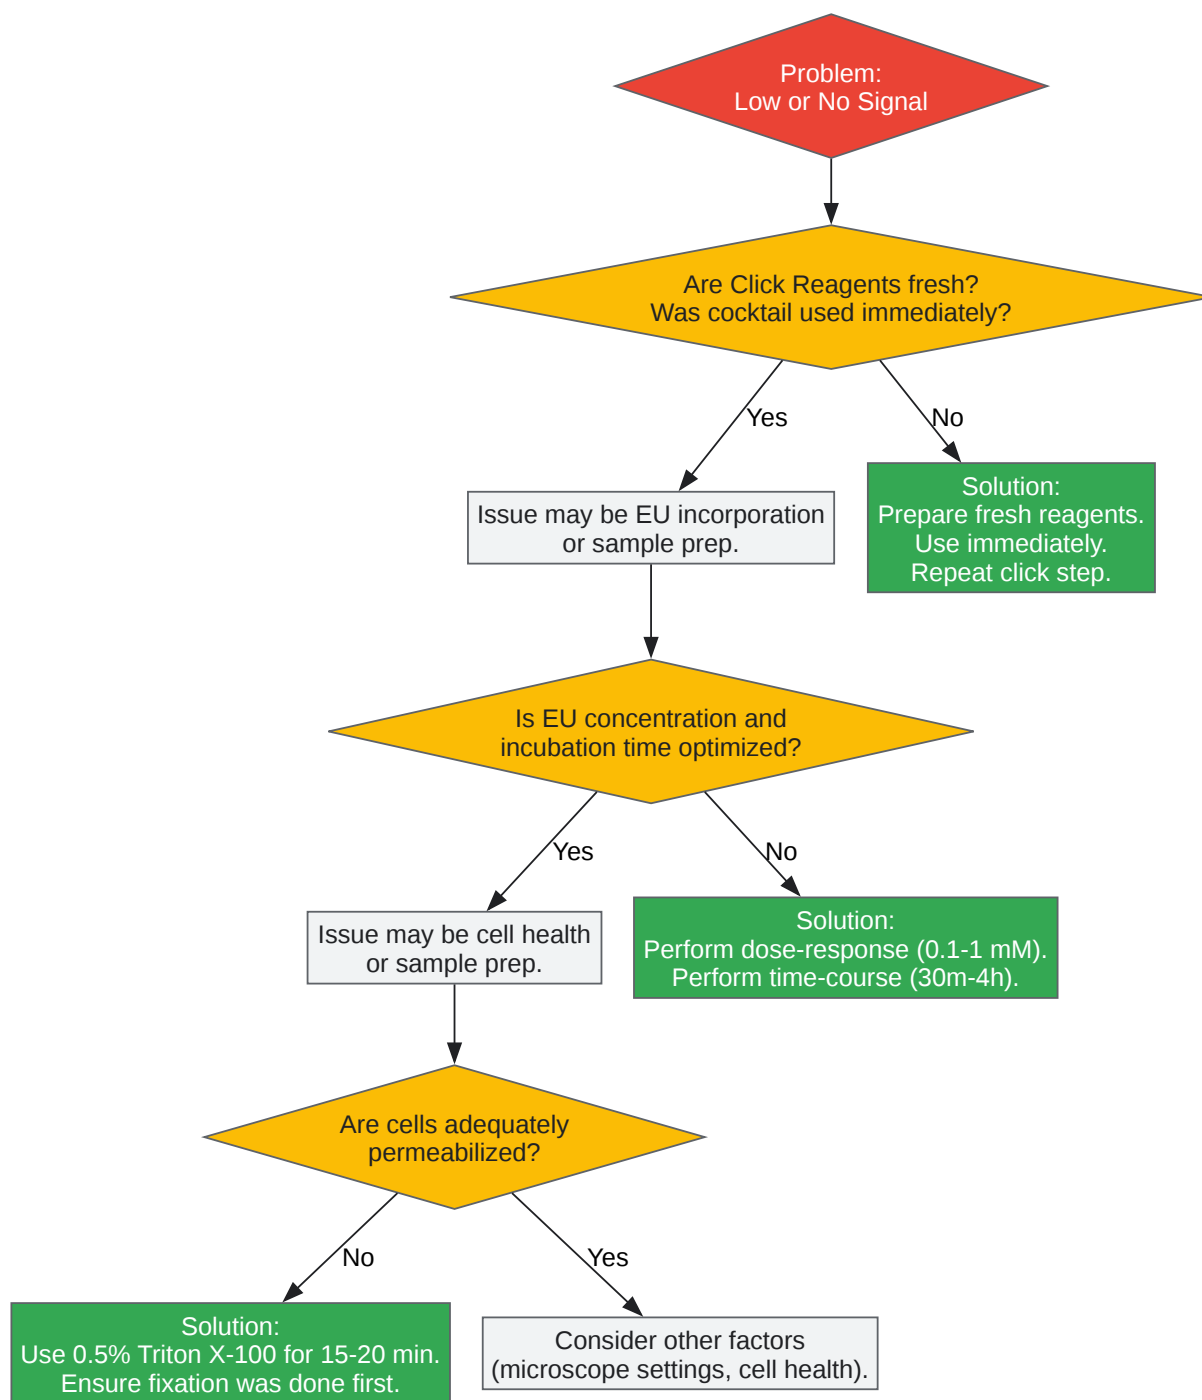 Problem:
Low or No Signal
Are Click Reagents fresh?
Was cocktail used immediately?
Yes
No
Issue may be EU incorporation
or sample prep.
Solution:
Prepare fresh reagents.
Use immediately.
Repeat click step.
Is EU concentration and
incubation time optimized?
Yes
No
Issue may be cell health
or sample prep.
Solution:
Perform dose-response (0.1-1 mM).
Perform time-course (30m-4h).
Are cells adequately
permeabilized?
No
Yes
Solution:
Use 0.5% Triton X-100 for 15-20 min.
Ensure fixation was done first.
Consider other factors
(microscope settings, cell health).